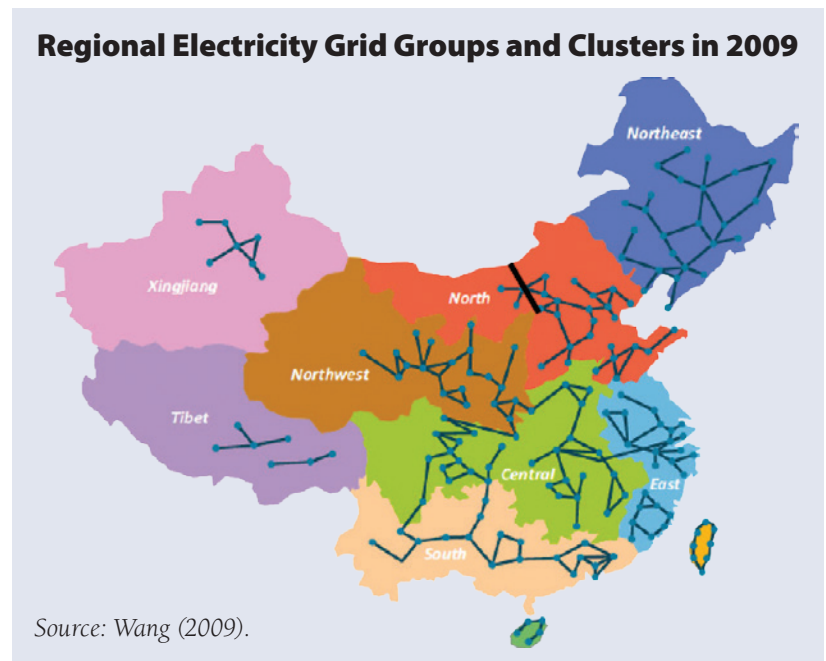 Regional Electricity Grid Groups and Clusters in 2009
Northeast
Xingjiang
North
Northwest
Tibet
Central
East
South
Source: Wang (2009).